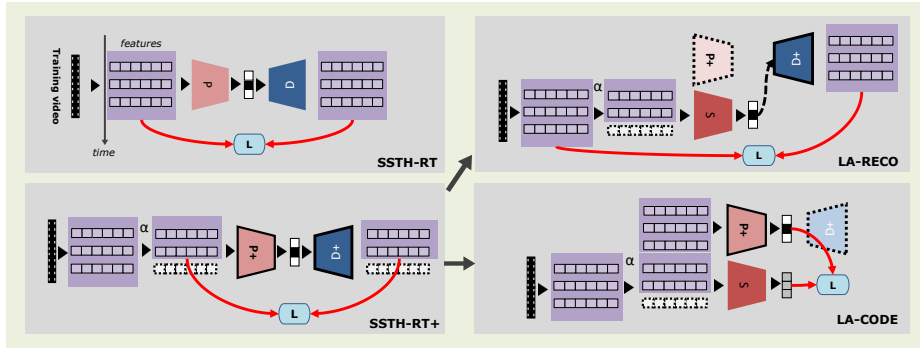 Training video
features
P
D
L
time
SSTH-RT
α
P+
D+
L
SSTH-RT+
α
P+
D+
S
L
LA-RECO
α
P+
D+
S
L
LA-CODE